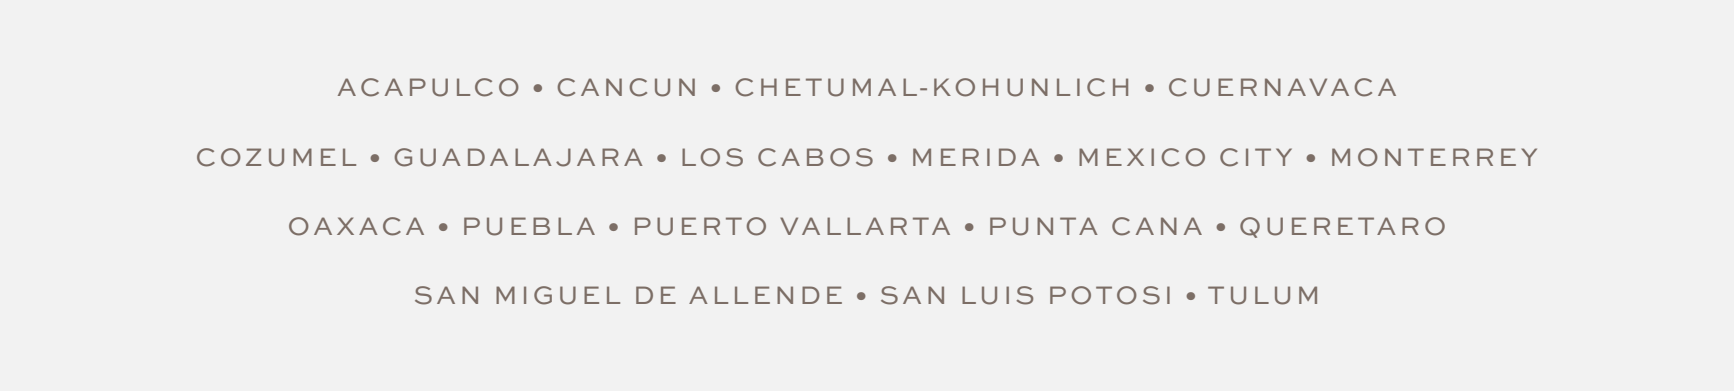 ACAPULCO • CANCUN • CHETUMAL-KOHUNLICH • CUERNAVACA
COZUMEL • GUADALAJARA • LOS CABOS • MERIDA • MEXICO CITY • MONTERREY
OAXACA • PUEBLA • PUERTO VALLARTA • PUNTA CANA • QUERETARO
SAN MIGUEL DE ALLENDE • SAN LUIS POTOSI • TULUM